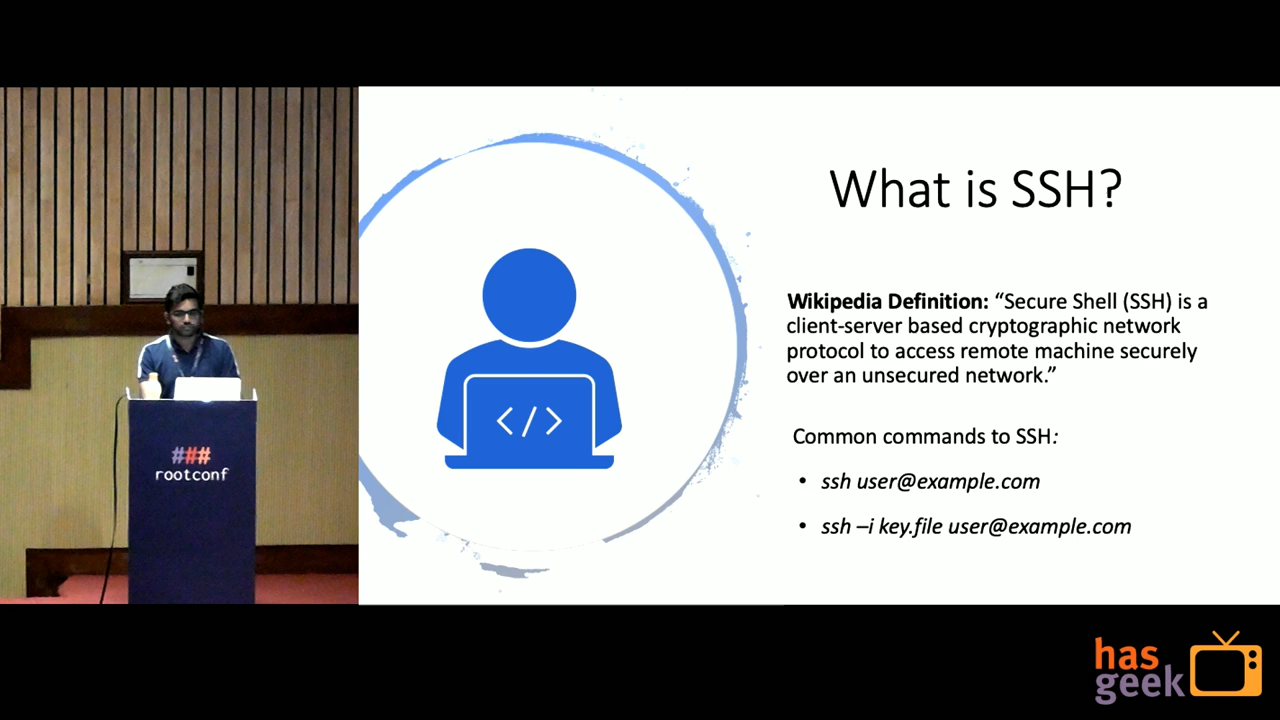 What is SSH?
Wikipedia Definition: “Secure Shell (SSH) is a
client-server based cryptographic network
protocol to access remote machine securely
over an unsecured network.”
Common commands to SSH:
• ssh user@example.com
• ssh –i key.file user@example.com
</>
###
rootconf
has
geek